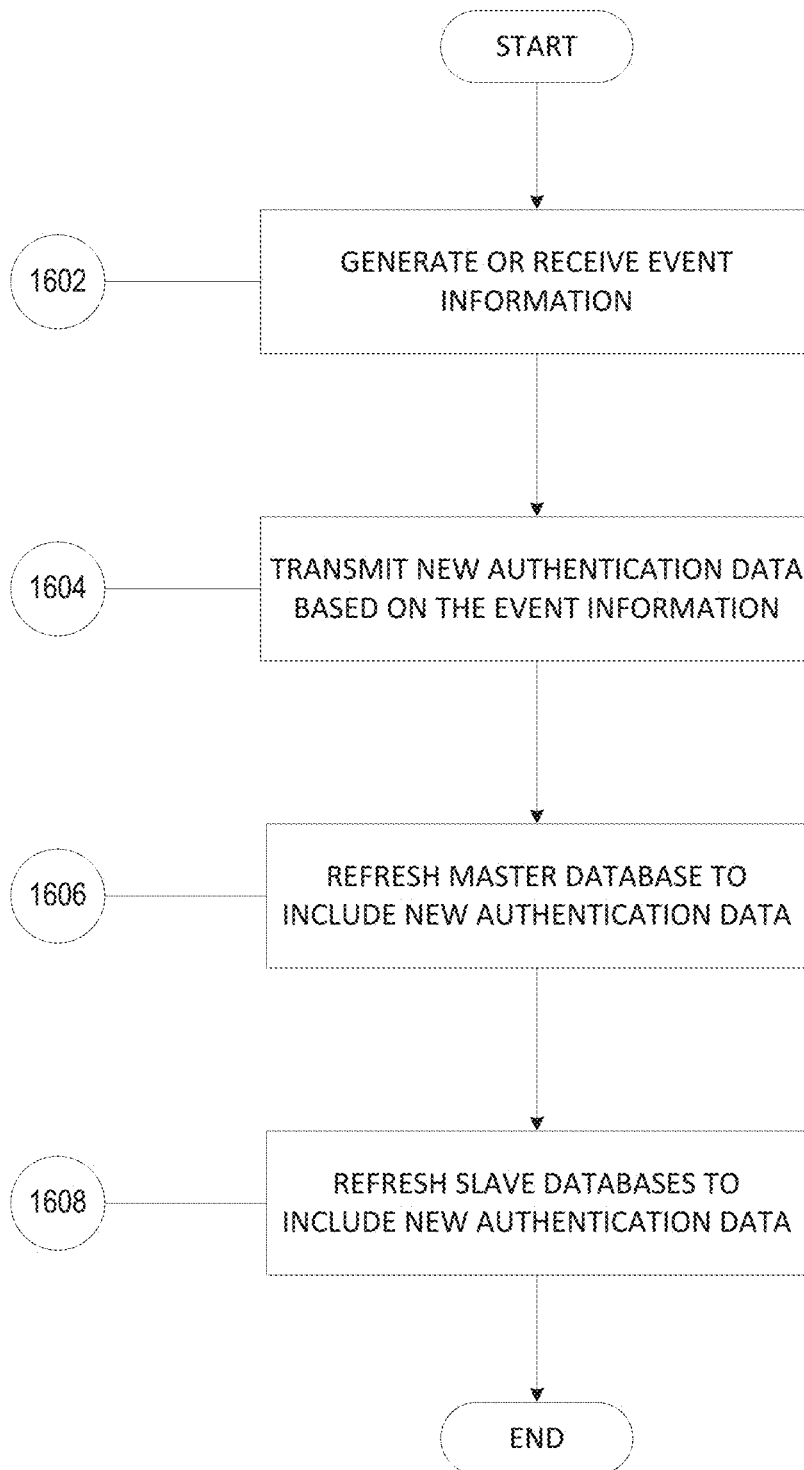 START
1602
GENERATE OR RECEIVE EVENT
INFORMATION
1604
TRANSMIT NEW AUTHENTICATION DATA
BASED ON THE EVENT INFORMATION
1606
REFRESH MASTER DATABASE TO
INCLUDE NEW AUTHENTICATION DATA
1608
REFRESH SLAVE DATABASES TO
INCLUDE NEW AUTHENTICATION DATA
END